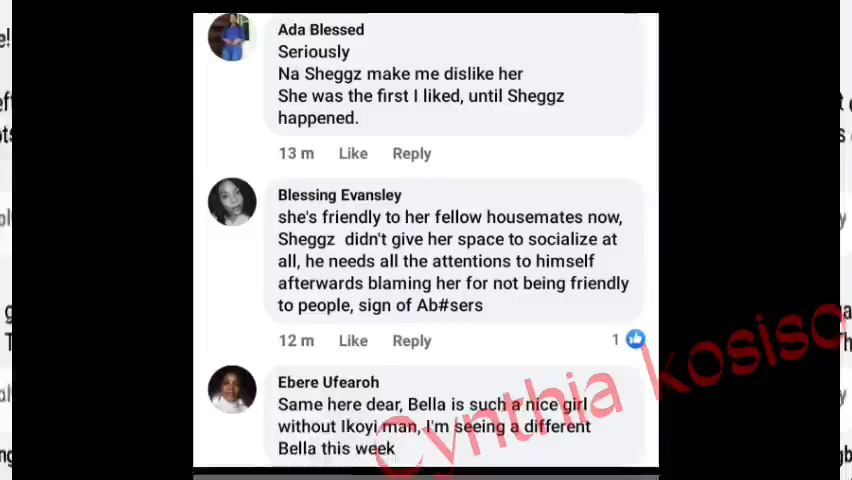 Ada Blessed
Seriously
Na Sheggz make me dislike her
She was the first I liked, until Sheggz
happened.
13 m Like Reply
Blessing Evansley
she's friendly to her fellow housemates now,
Sheggz didn't give her space to socialize at
all, he needs all the attentions to himself
afterwards blaming her for not being friendly
to people, sign of Ab#sers
12 m Like Reply 1
Ebere Ufearoh
Same here dear, Bella is such a nice girl
without Ikoyi man, I'm seeing a different
Bella this week
Cynthia kosiso